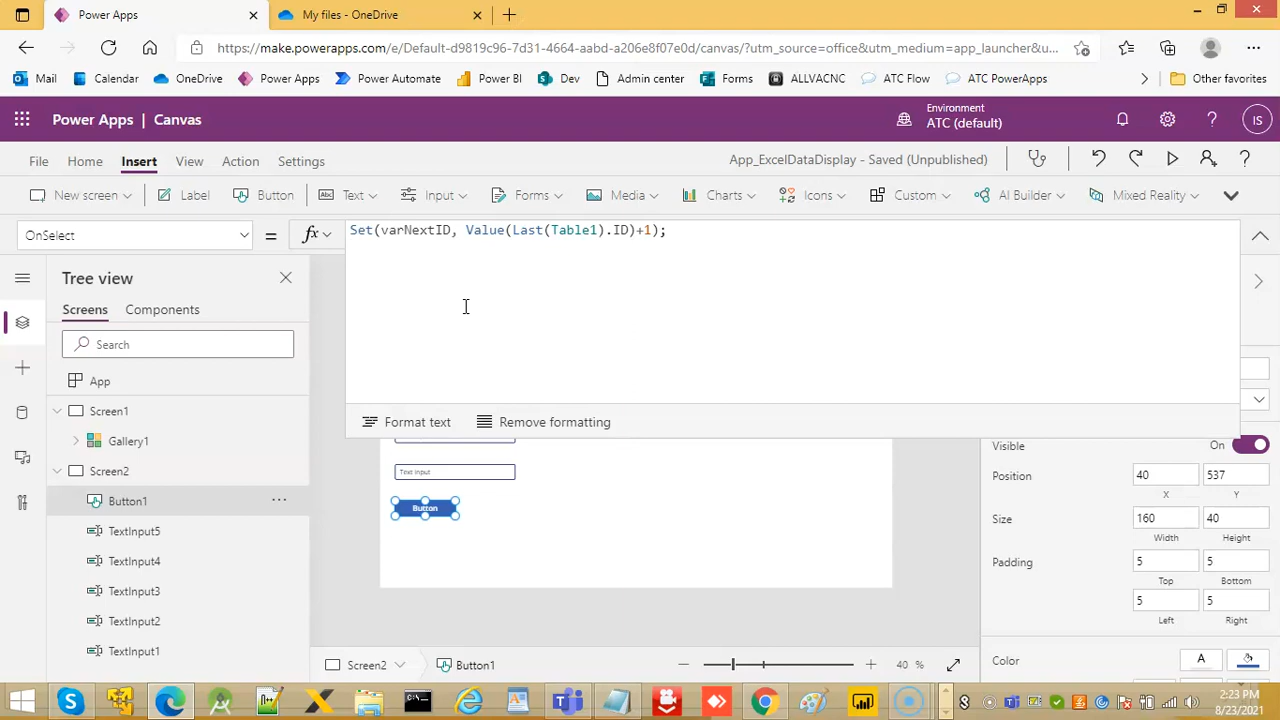 Power Apps
My files - OneDrive
https://make.powerapps.com/e/Default-d9819c96-7d31-4464-aabd-a206e8f07e0d/canvas/?utm_source=office&utm_medium=app_launcher&u...
Mail Calendar OneDrive Power Apps Power Automate Power BI Dev Admin center Forms ALLVACNC ATC Flow ATC PowerApps Other favorites
Power Apps | Canvas
Environment
ATC (default)
IS
File Home Insert View Action Settings
App_ExcelDataDisplay - Saved (Unpublished)
New screen Label Button Text Input Forms Media Charts Icons Custom AI Builder Mixed Reality
OnSelect = fx Set(varNextID, Value(Last(Table1).ID)+1);
Tree view
Screens Components
Search
App
Screen1
Gallery1
Screen2
Button1
TextInput5
TextInput4
TextInput3
TextInput2
TextInput1
Format text Remove formatting
Text input
Button
Visible On
Position 40 537
X Y
Size 160 40
Width Height
Padding 5 5
Top Bottom
5 5
Left Right
Color A
Screen2 Button1 40 %
2:23 PM
8/23/2021